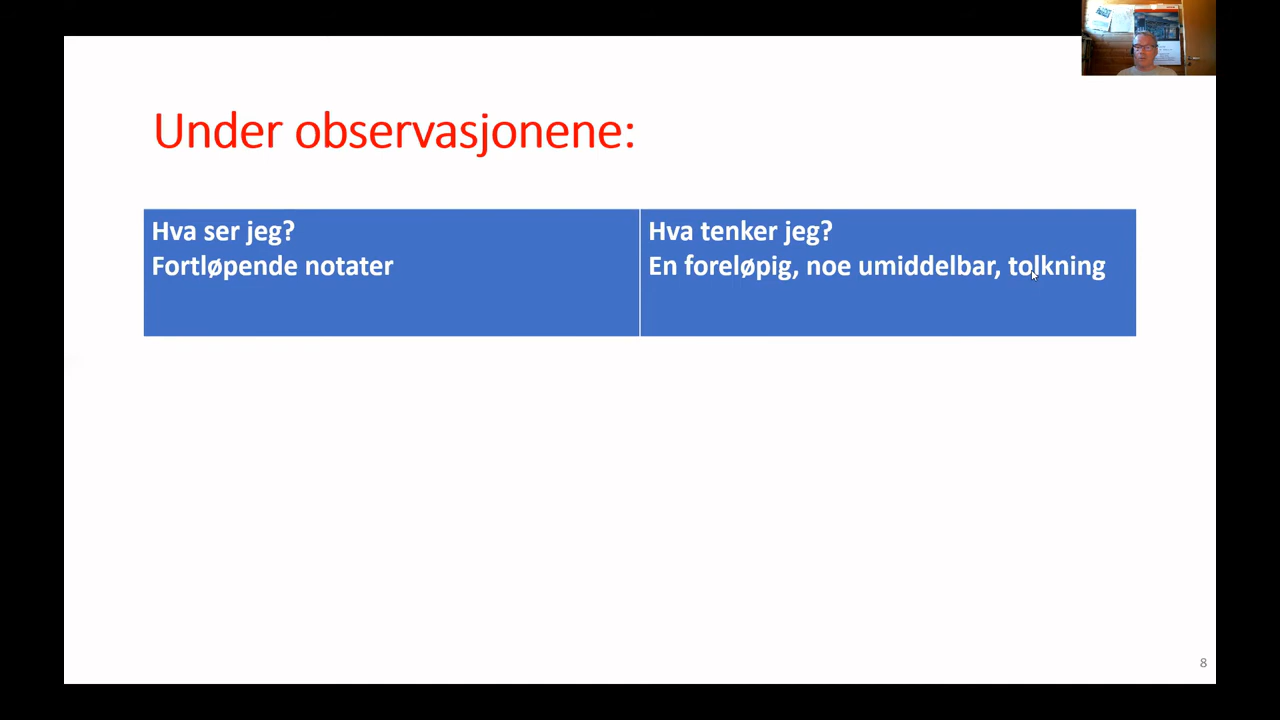 Under observasjonene:
Hva ser jeg?
Fortløpende notater
Hva tenker jeg?
En foreløpig, noe umiddelbar, tolkning
8